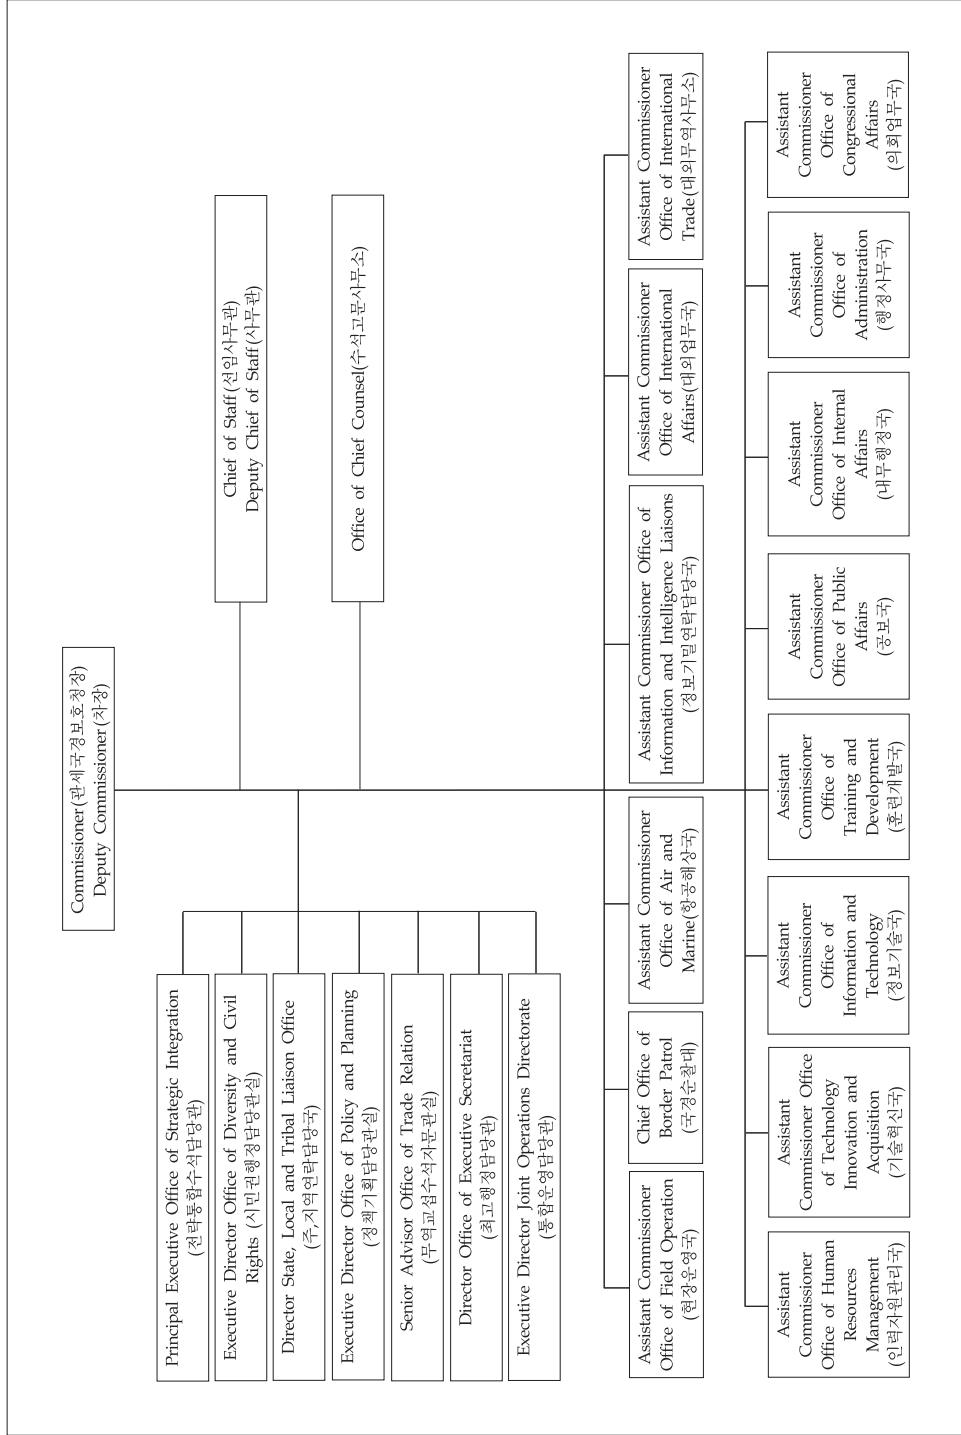 Commissioner(관세국경보호청장)
Deputy Commissioner(차장)
Chief of Staff(선임사무관)
Deputy Chief of Staff(사무관)
Office of Chief Counsel(수석고문사무소)
Principal Executive Office of Strategic Integration
(전략통합수석담당관)
Executive Director Office of Diversity and Civil
Rights (시민권행정담당관실)
Director State, Local and Tribal Liaison Office
(주,지역연락담당국)
Executive Director Office of Policy and Planning
(정책기획담당관실)
Senior Advisor Office of Trade Relation
(무역교섭수석자문관실)
Director Office of Executive Secretariat
(최고행정담당관)
Executive Director Joint Operations Directorate
(통합운영담당관)
Assistant Commissioner
Office of Field Operation
(현장운영국)
Chief Office of
Border Patrol
(국경순찰대)
Assistant Commissioner
Office of Air and
Marine(항공해상국)
Assistant Commissioner Office of
Information and Intelligence Liaisons
(정보기밀연락담당국)
Assistant Commissioner
Office of International
Affairs(대외업무국)
Assistant Commissioner
Office of International
Trade(대외무역사무소)
Assistant
Commissioner
Office of Human
Resources
Management
(인력자원관리국)
Assistant
Commissioner Office
of Technology
Innovation and
Acquisition
(기술혁신국)
Assistant
Commissioner
Office of
Information and
Technology
(정보기술국)
Assistant
Commissioner
Office of
Training and
Development
(훈련개발국)
Assistant
Commissioner
Office of Public
Affairs
(공보국)
Assistant
Commissioner
Office of Internal
Affairs
(내무행정국)
Assistant
Commissioner
Office of
Administration
(행정사무국)
Assistant
Commissioner
Office of
Congressional
Affairs
(의회업무국)